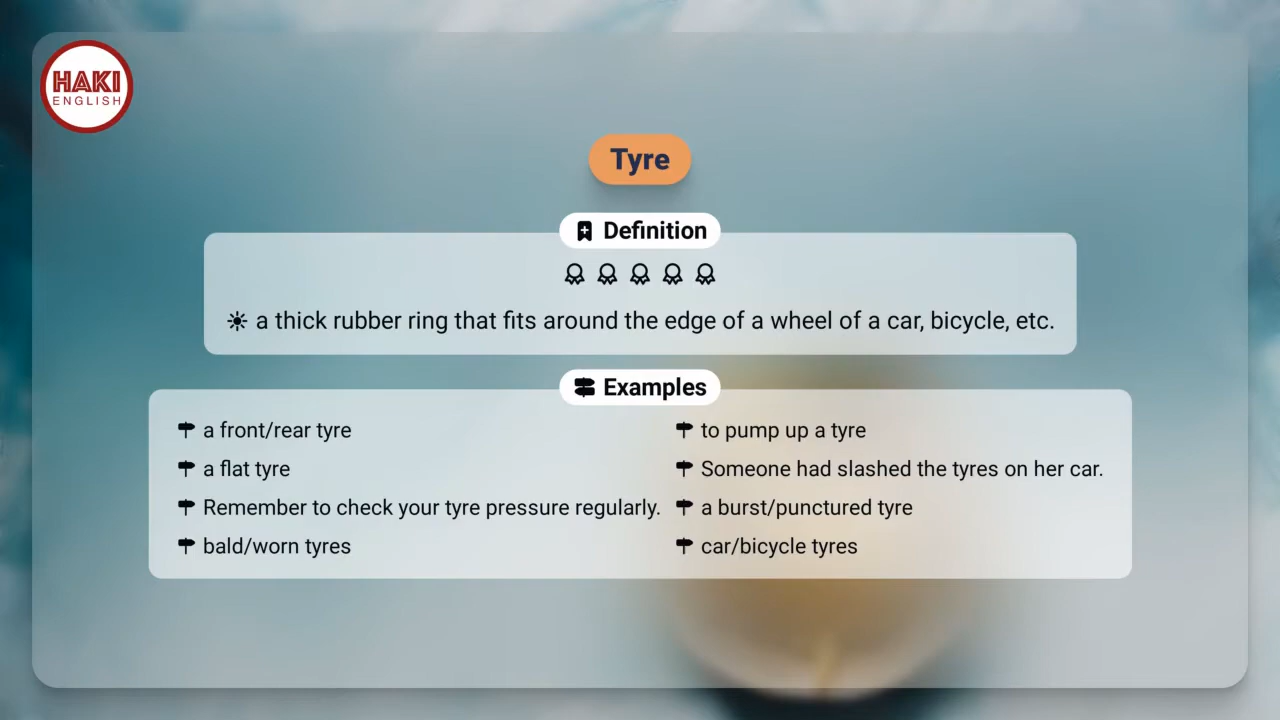 HAKI
ENGLISH
Tyre
Definition
a thick rubber ring that fits around the edge of a wheel of a car, bicycle, etc.
Examples
a front/rear tyre
a flat tyre
Remember to check your tyre pressure regularly.
bald/worn tyres
to pump up a tyre
Someone had slashed the tyres on her car.
a burst/punctured tyre
car/bicycle tyres